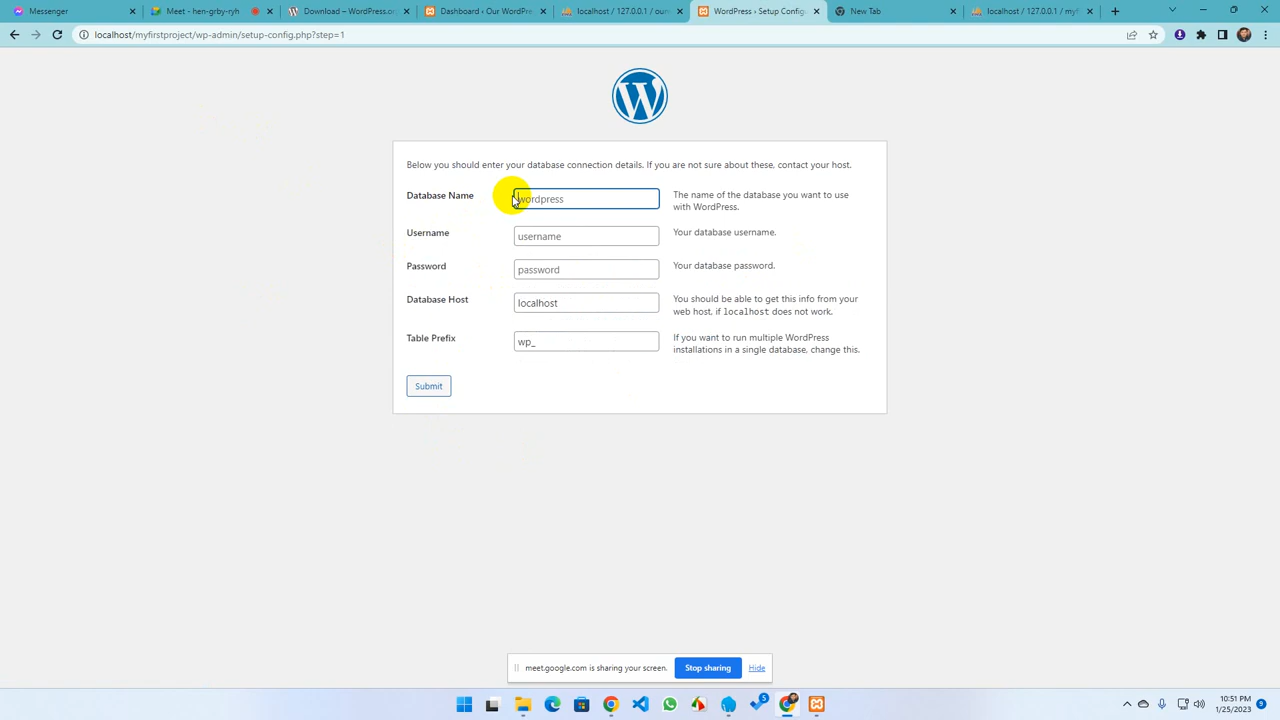 Messenger
Meet - ken-grby-ryh
Download – WordPress.or
Dashboard ‹ Our WordPre
localhost / 127.0.0.1 / our
WordPress › Setup Config
New Tab
localhost / 127.0.0.1 / myf
localhost/myfirstproject/wp-admin/setup-config.php?step=1
Below you should enter your database connection details. If you are not sure about these, contact your host.
Database Name
wordpress
The name of the database you want to use
with WordPress.
Username
username
Your database username.
Password
password
Your database password.
Database Host
localhost
You should be able to get this info from your
web host, if localhost does not work.
Table Prefix
wp_
If you want to run multiple WordPress
installations in a single database, change this.
Submit
meet.google.com is sharing your screen.
Stop sharing
Hide
5
10:51 PM
1/25/2023